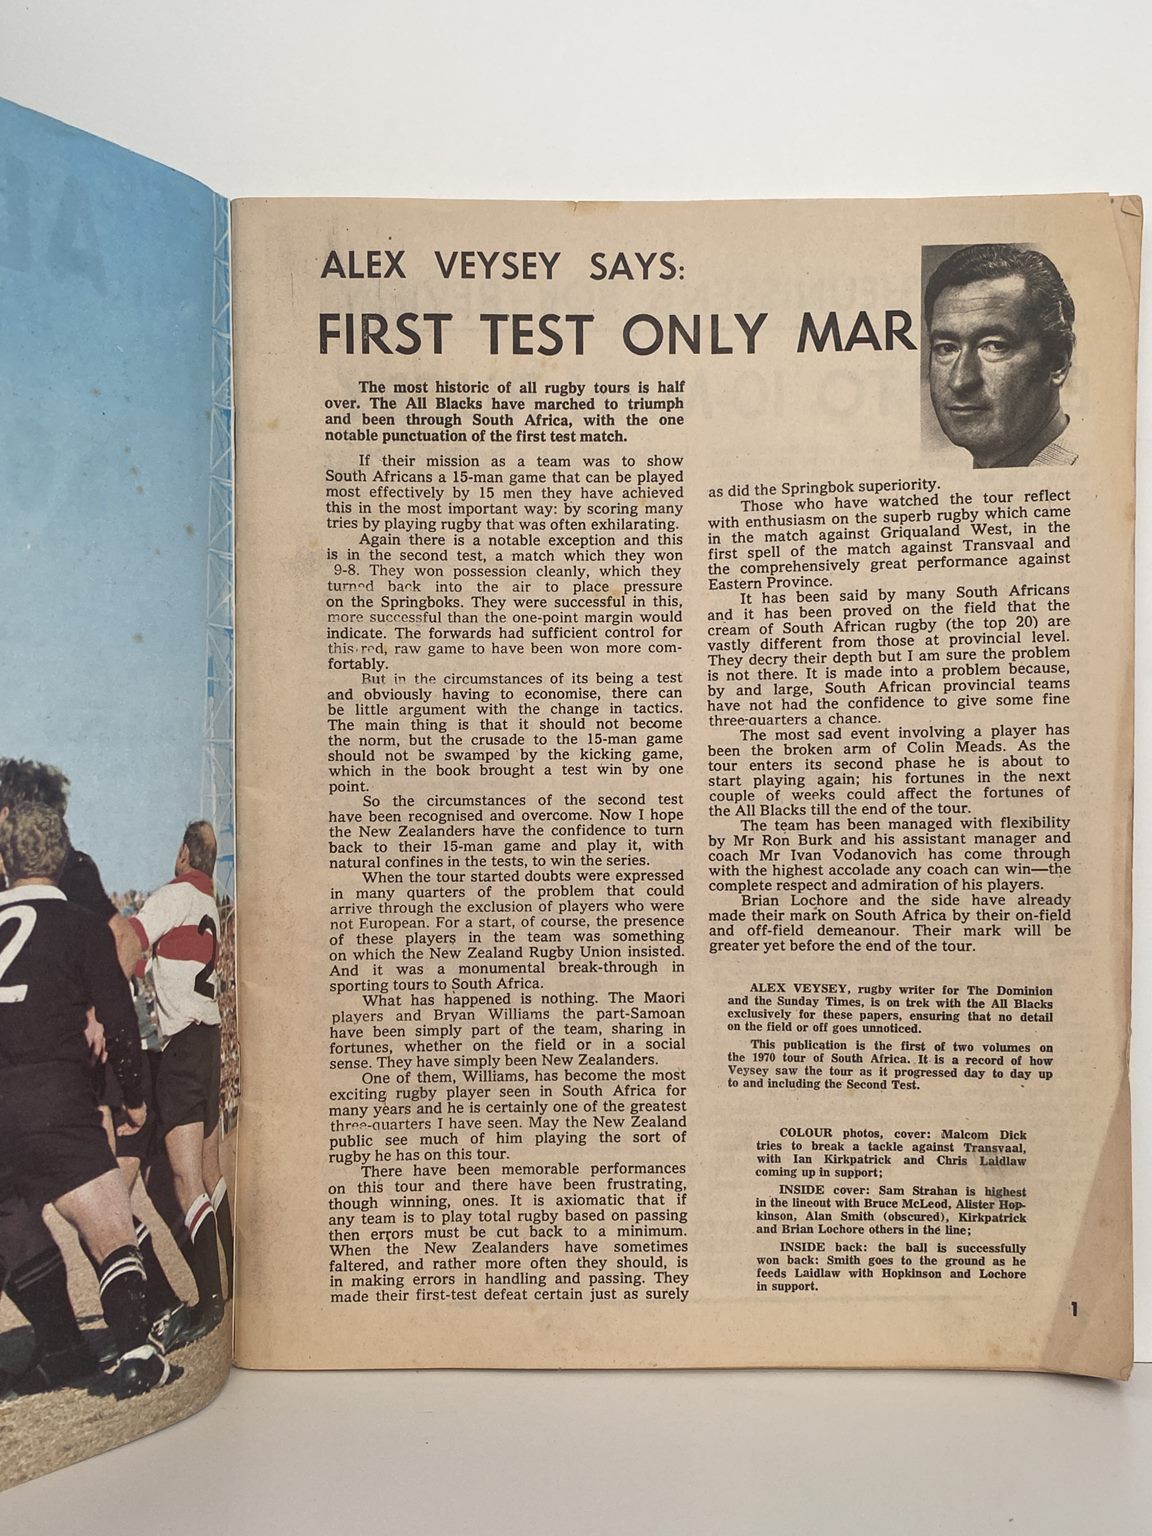 ALEX VEYSEY SAYS:
FIRST TEST ONLY MAR
The most historic of all rugby tours is half
over. The All Blacks have marched to triumph
and been through South Africa, with the one
notable punctuation of the first test match.
If their mission as a team was to show
South Africans a 15-man game that can be played
most effectively by 15 men they have achieved
this in the most important way: by scoring many
tries by playing rugby that was often exhilarating.
Again there is a notable exception and this
is in the second test, a match which they won
9-8. They won possession cleanly, which they
turned back into the air to place pressure
on the Springboks. They were successful in this,
more successful than the one-point margin would
indicate. The forwards had sufficient control for
this red, raw game to have been won more com-
fortably.
But in the circumstances of its being a test
and obviously having to economise, there can
be little argument with the change in tactics.
The main thing is that it should not become
the norm, but the crusade to the 15-man game
should not be swamped by the kicking game,
which in the book brought a test win by one
point.
So the circumstances of the second test
have been recognised and overcome. Now I hope
the New Zealanders have the confidence to turn
back to their 15-man game and play it, with
natural confines in the tests, to win the series.
When the tour started doubts were expressed
in many quarters of the problem that could
arrive through the exclusion of players who were
not European. For a start, of course, the presence
of these players in the team was something
on which the New Zealand Rugby Union insisted.
And it was a monumental break-through in
sporting tours to South Africa.
What has happened is nothing. The Maori
players and Bryan Williams the part-Samoan
have been simply part of the team, sharing in
fortunes, whether on the field or in a social
sense. They have simply been New Zealanders.
One of them, Williams, has become the most
exciting rugby player seen in South Africa for
many years and he is certainly one of the greatest
three-quarters I have seen. May the New Zealand
public see much of him playing the sort of
rugby he has on this tour.
There have been memorable performances
on this tour and there have been frustrating,
though winning, ones. It is axiomatic that if
any team is to play total rugby based on passing
then errors must be cut back to a minimum.
When the New Zealanders have sometimes
faltered, and rather more often they should, is
in making errors in handling and passing. They
made their first-test defeat certain just as surely
as did the Springbok superiority.
Those who have watched the tour reflect
with enthusiasm on the superb rugby which came
in the match against Griqualand West, in the
first spell of the match against Transvaal and
the comprehensively great performance against
Eastern Province.
It has been said by many South Africans
and it has been proved on the field that the
cream of South African rugby (the top 20) are
vastly different from those at provincial level.
They decry their depth but I am sure the problem
is not there. It is made into a problem because,
by and large, South African provincial teams
have not had the confidence to give some fine
three-quarters a chance.
The most sad event involving a player has
been the broken arm of Colin Meads. As the
tour enters its second phase he is about to
start playing again; his fortunes in the next
couple of weeks could affect the fortunes of
the All Blacks till the end of the tour.
The team has been managed with flexibility
by Mr Ron Burk and his assistant manager and
coach Mr Ivan Vodanovich has come through
with the highest accolade any coach can win—the
complete respect and admiration of his players.
Brian Lochore and the side have already
made their mark on South Africa by their on-field
and off-field demeanour. Their mark will be
greater yet before the end of the tour.
ALEX VEYSEY, rugby writer for The Dominion
and the Sunday Times, is on trek with the All Blacks
exclusively for these papers, ensuring that no detail
on the field or off goes unnoticed.
This publication is the first of two volumes on
the 1970 tour of South Africa. It is a record of how
Veysey saw the tour as it progressed day to day up
to and including the Second Test.
COLOUR photos, cover: Malcom Dick
tries to break a tackle against Transvaal,
with Ian Kirkpatrick and Chris Laidlaw
coming up in support;
INSIDE cover: Sam Strahan is highest
in the lineout with Bruce McLeod, Alister Hop-
kinson, Alan Smith (obscured), Kirkpatrick
and Brian Lochore others in the line;
INSIDE back: the ball is successfully
won back: Smith goes to the ground as he
feeds Laidlaw with Hopkinson and Lochore
in support.
1
2
2